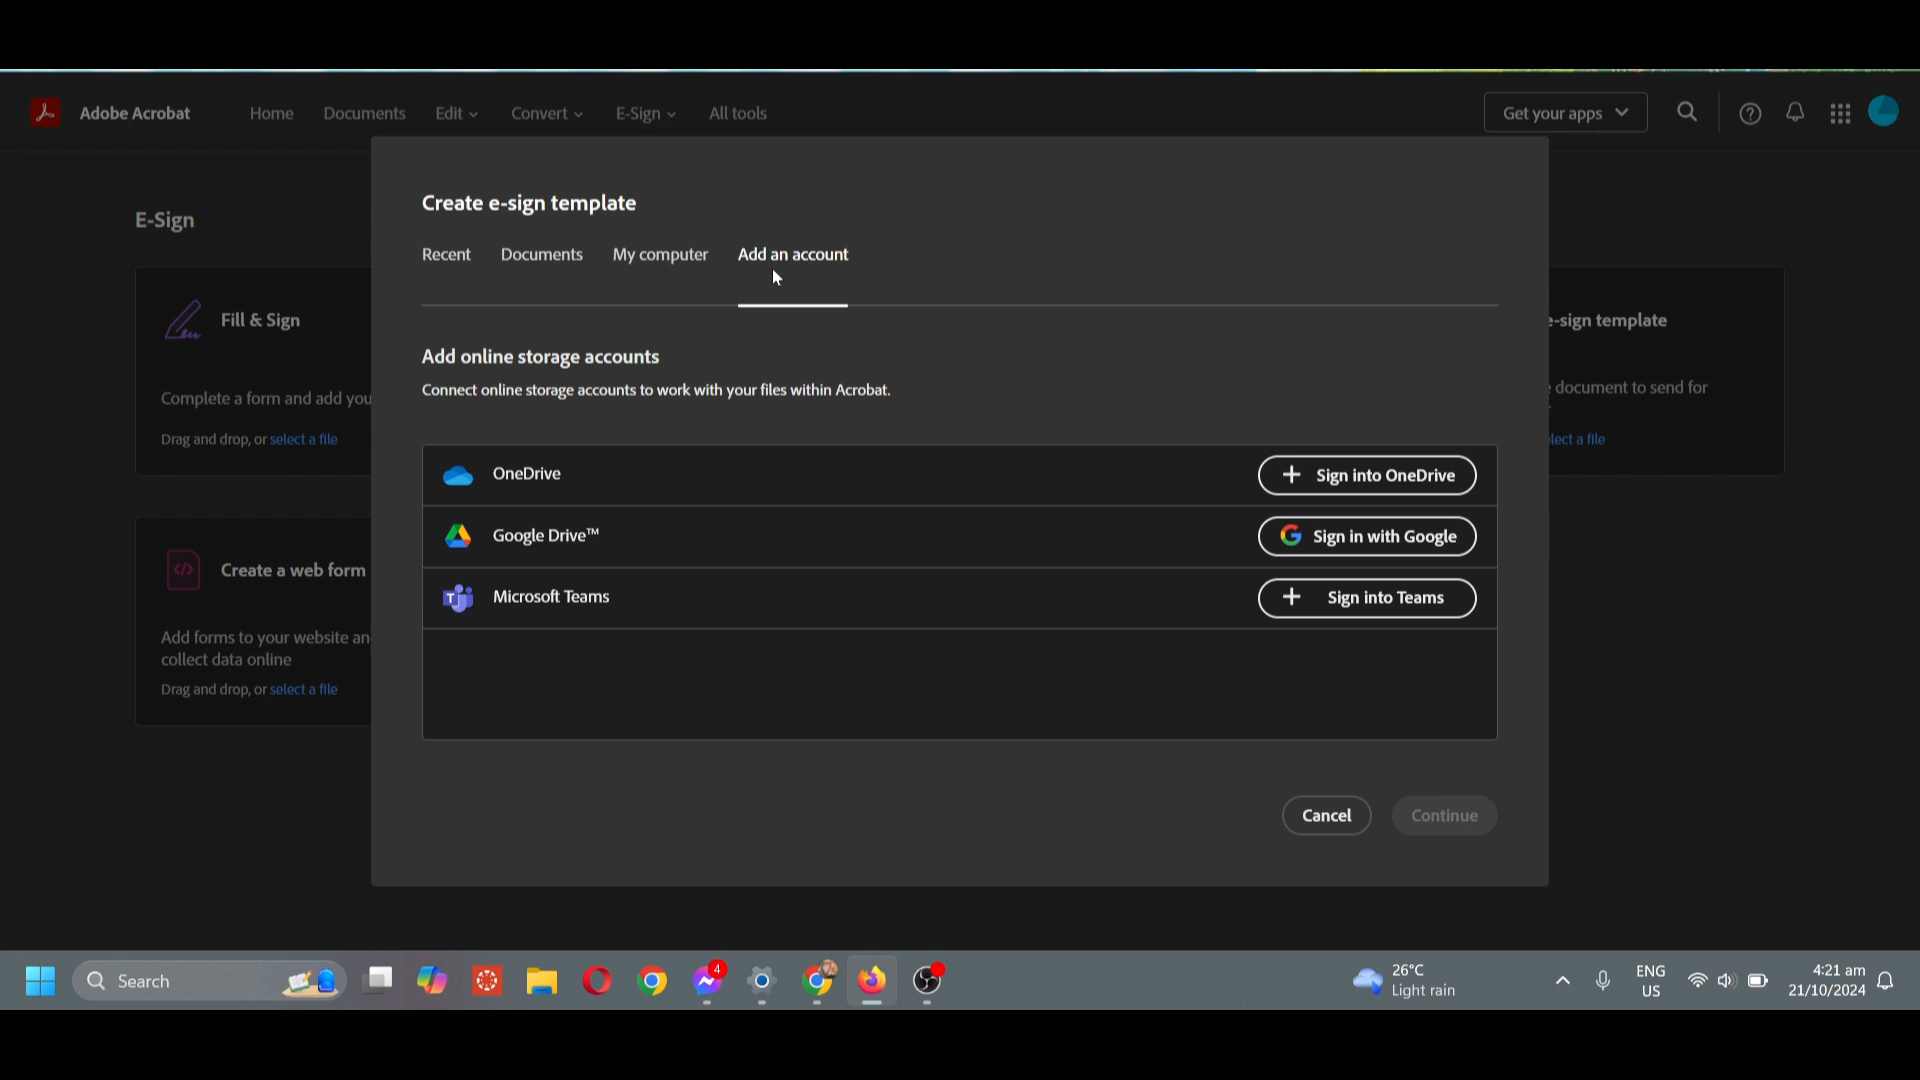 Adobe Acrobat
Home
Documents
Edit
Convert
E-Sign
All tools
Get your apps
E-Sign
Fill & Sign
Complete a form and add you
Drag and drop, or select a file
Create a web form
Add forms to your website an
collect data online
Drag and drop, or select a file
Create e-sign template
Recent
Documents
My computer
Add an account
Add online storage accounts
Connect online storage accounts to work with your files within Acrobat.
OneDrive
Sign into OneDrive
Google Drive™
Sign in with Google
Microsoft Teams
Sign into Teams
Cancel
Continue
e-sign template
document to send for
lect a file
Search
4
26°C
Light rain
ENG
US
4:21 am
21/10/2024